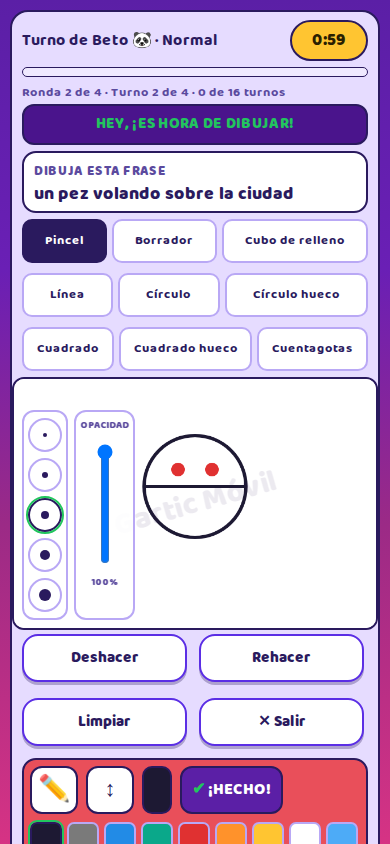 Turno de Beto 🐼 · Normal
0:59
Ronda 2 de 4 · Turno 2 de 4 · 0 de 16 turnos
HEY, ¡ES HORA DE DIBUJAR!
DIBUJA ESTA FRASE
un pez volando sobre la ciudad
Pincel
Borrador
Cubo de relleno
Línea
Círculo
Círculo hueco
Cuadrado
Cuadrado hueco
Cuentagotas
OPACIDAD
100%
actic Móvil
Deshacer
Rehacer
Limpiar
✕ Salir
✏️ ↕ ✔ ¡HECHO!